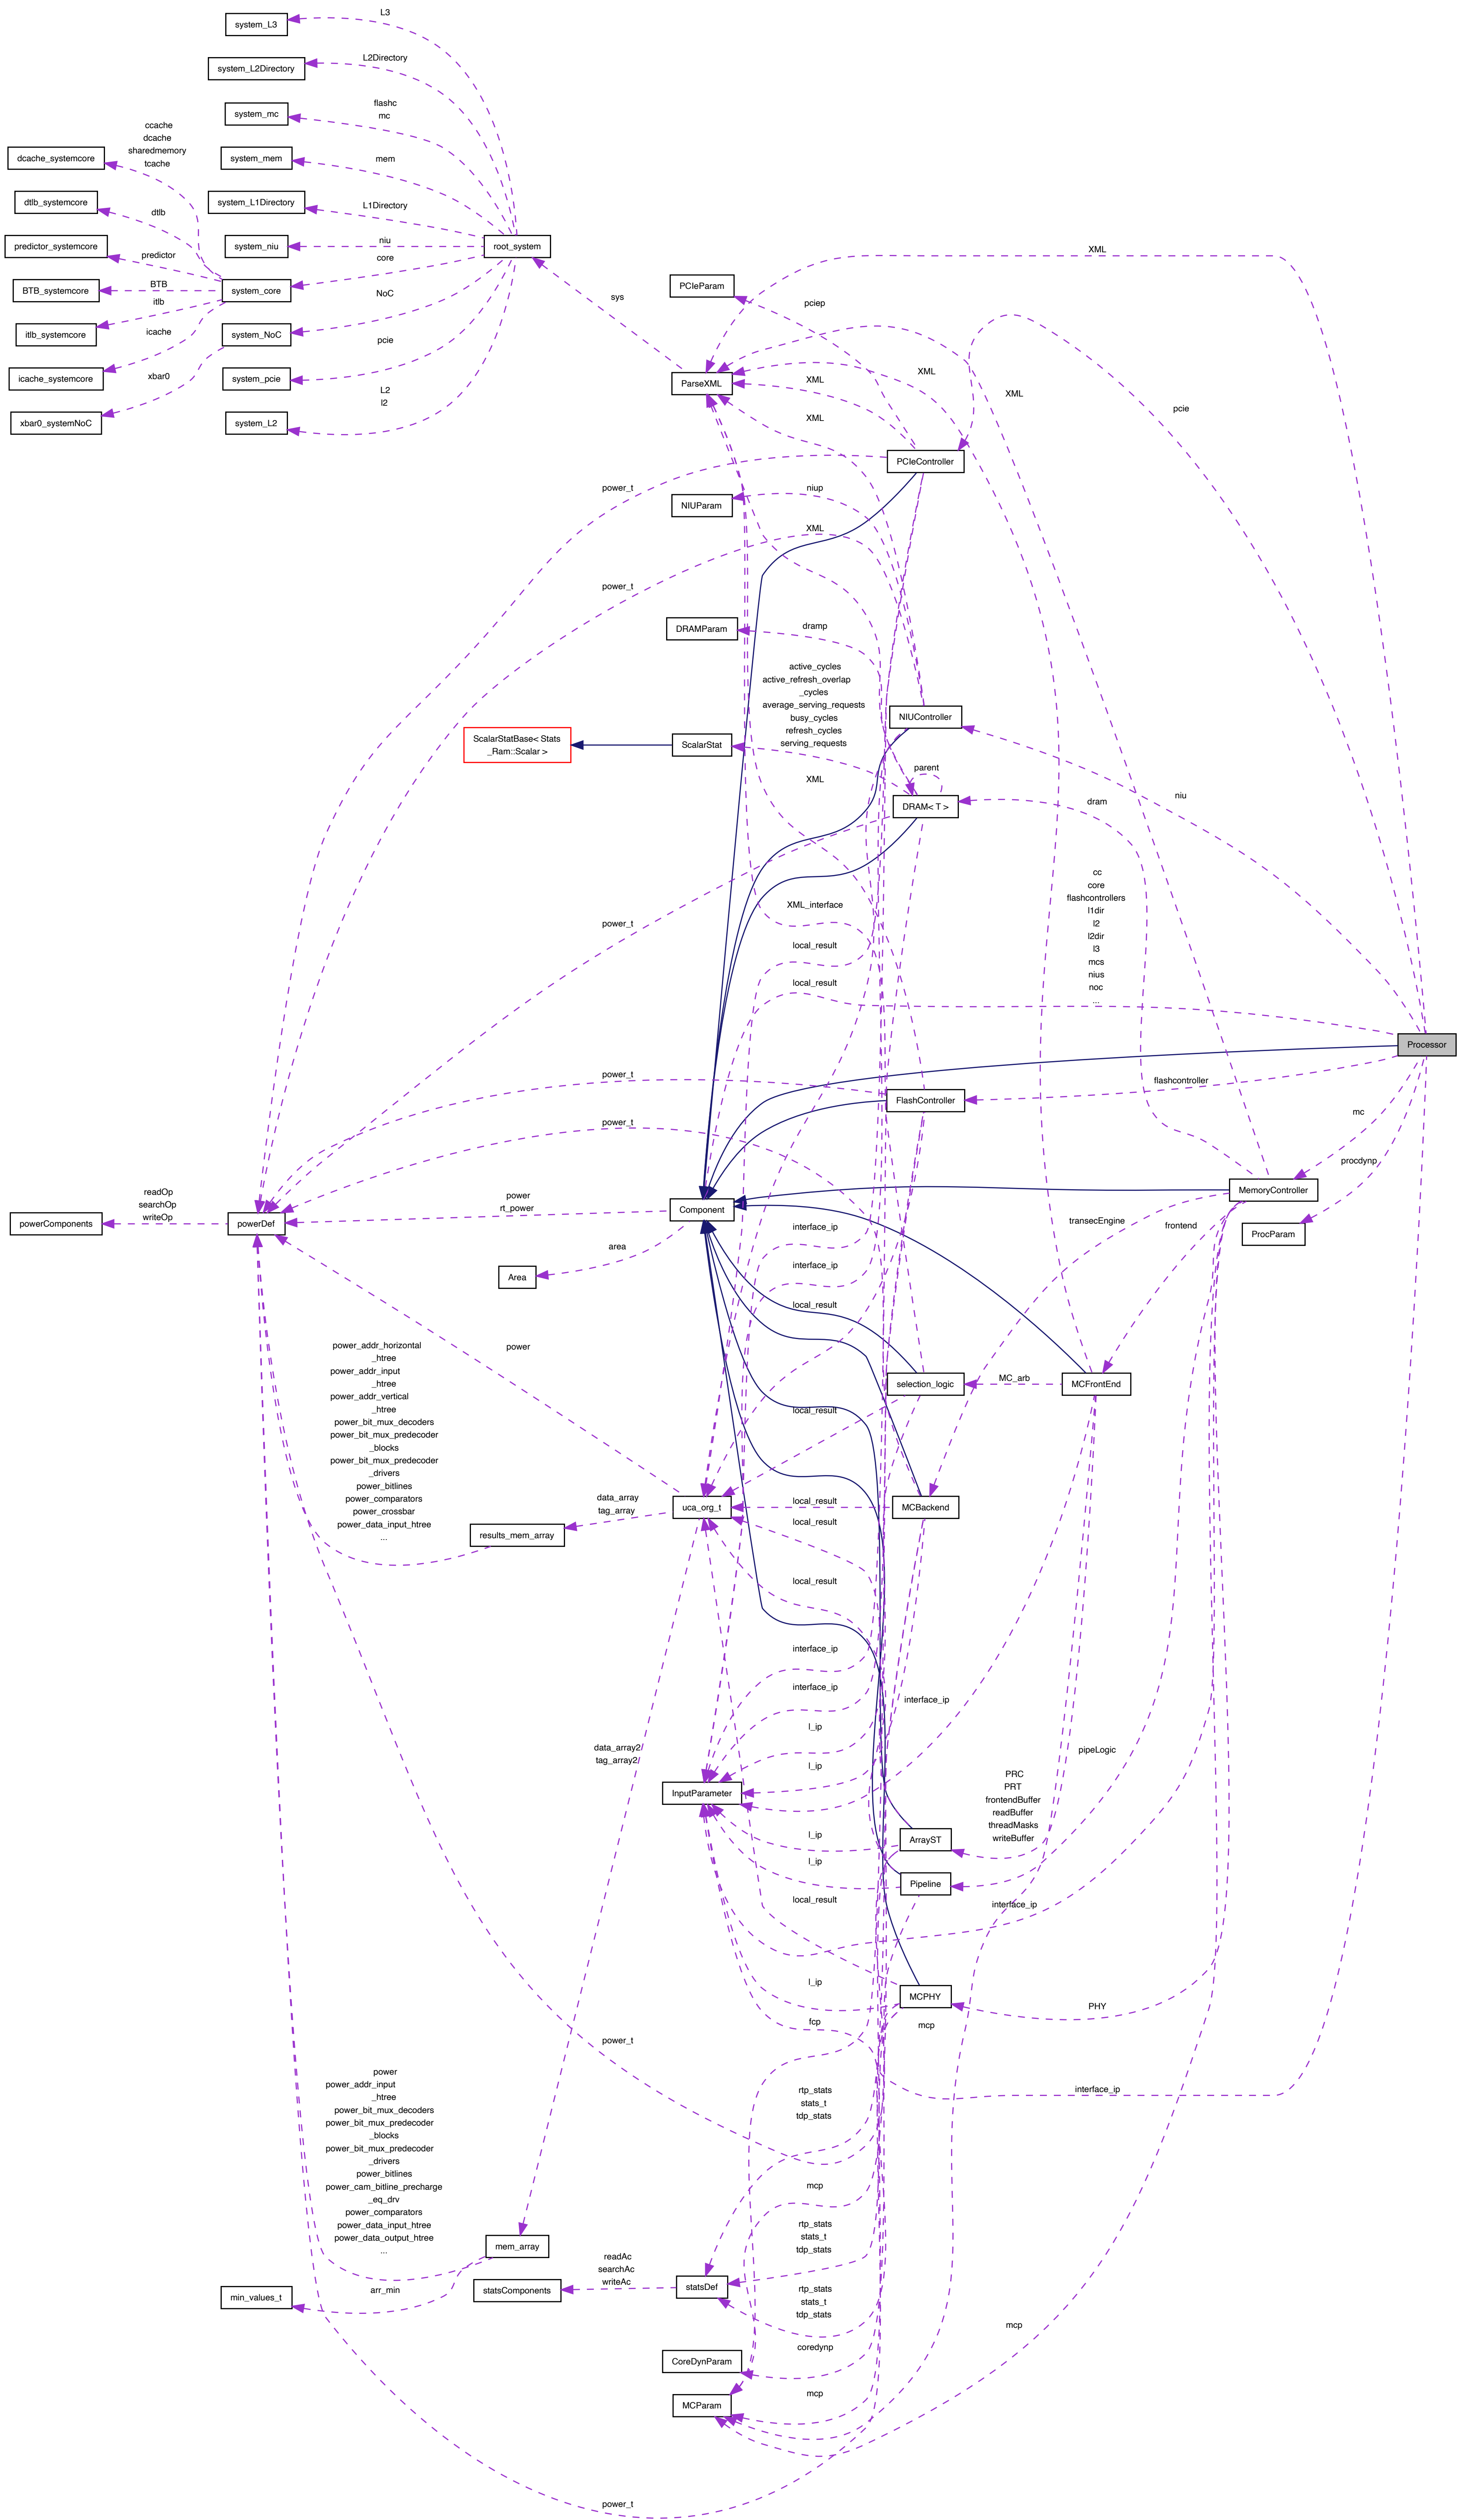 L3
system_L3
L2Directory
system_L2Directory
flashc
mc
system_mc
ccache
dcache
sharedmemory
tcache
dcache_systemcore
system_mem
mem
dtlb_systemcore
dtlb
system_L1Directory
L1Directory
predictor_systemcore
predictor
system_niu
niu
root_system
XML
core
BTB_systemcore
BTB
system_core
PCIeParam
pciep
sys
NoC
itlb
itlb_systemcore
system_NoC
icache
pcie
icache_systemcore
xbar0
system_pcie
ParseXML
XML
XML
XML
pcie
L2
l2
xbar0_systemNoC
system_L2
XML
PCIeController
power_t
niup
NIUParam
XML
power_t
DRAMParam
dramp
active_cycles
active_refresh_overlap
_cycles
average_serving_requests
busy_cycles
refresh_cycles
serving_requests
NIUController
ScalarStatBase< Stats
_Ram::Scalar >
ScalarStat
parent
XML
DRAM< T >
dram
niu
cc
core
flashcontrollers
l1dir
l2
l2dir
l3
mcs
nius
noc
...
XML_interface
power_t
local_result
local_result
Processor
power_t
flashcontroller
FlashController
mc
power_t
procdynp
readOp
searchOp
writeOp
power
rt_power
MemoryController
powerComponents
powerDef
Component
transecEngine
frontend
interface_ip
ProcParam
area
Area
interface_ip
local_result
power
power_addr_horizontal
_htree
power_addr_input
_htree
power_addr_vertical
_htree
power_bit_mux_decoders
power_bit_mux_predecoder
_blocks
power_bit_mux_predecoder
_drivers
power_bitlines
power_comparators
power_crossbar
power_data_input_htree
...
selection_logic
MC_arb
MCFrontEnd
local_result
data_array
tag_array
uca_org_t
local_result
MCBackend
results_mem_array
local_result
local_result
interface_ip
interface_ip
interface_ip
l_ip
data_array2
tag_array2
pipeLogic
l_ip
PRC
PRT
frontendBuffer
readBuffer
threadMasks
writeBuffer
InputParameter
l_ip
ArrayST
l_ip
Pipeline
local_result
interface_ip
l_ip
MCPHY
PHY
fcp
mcp
power_t
power
power_addr_input
_htree
power_bit_mux_decoders
power_bit_mux_predecoder
_blocks
power_bit_mux_predecoder
_drivers
power_bitlines
power_cam_bitline_precharge
_eq_drv
power_comparators
power_data_input_htree
power_data_output_htree
...
rtp_stats
stats_t
tdp_stats
interface_ip
mcp
rtp_stats
stats_t
tdp_stats
mem_array
readAc
searchAc
writeAc
arr_min
min_values_t
statsComponents
statsDef
rtp_stats
stats_t
tdp_stats
mcp
coredynp
CoreDynParam
mcp
MCParam
power_t